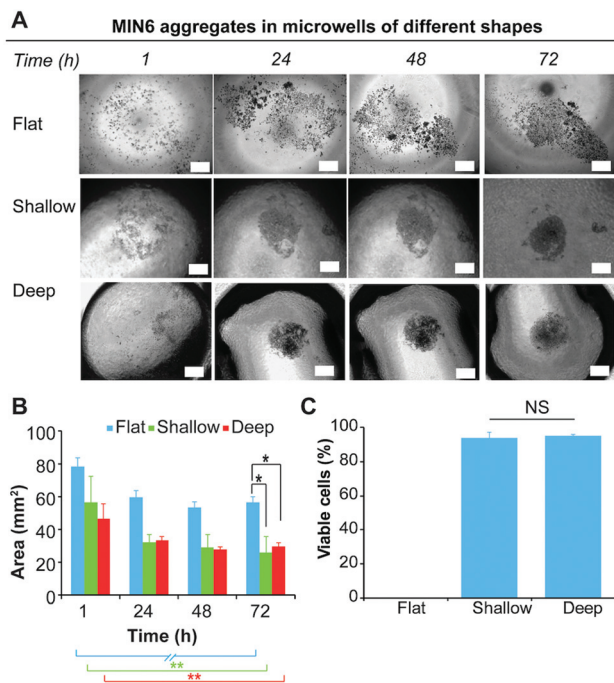 A
MIN6 aggregates in microwells of different shapes
Time (h) 1 24 48 72
Flat
Shallow
Deep
B
Flat Shallow Deep
Area (mm²)
100
80
60
40
20
0
*
*
1 24 48 72
Time (h)
//
**
**
C
NS
Viable cells (%)
100
80
60
40
20
0
Flat Shallow Deep